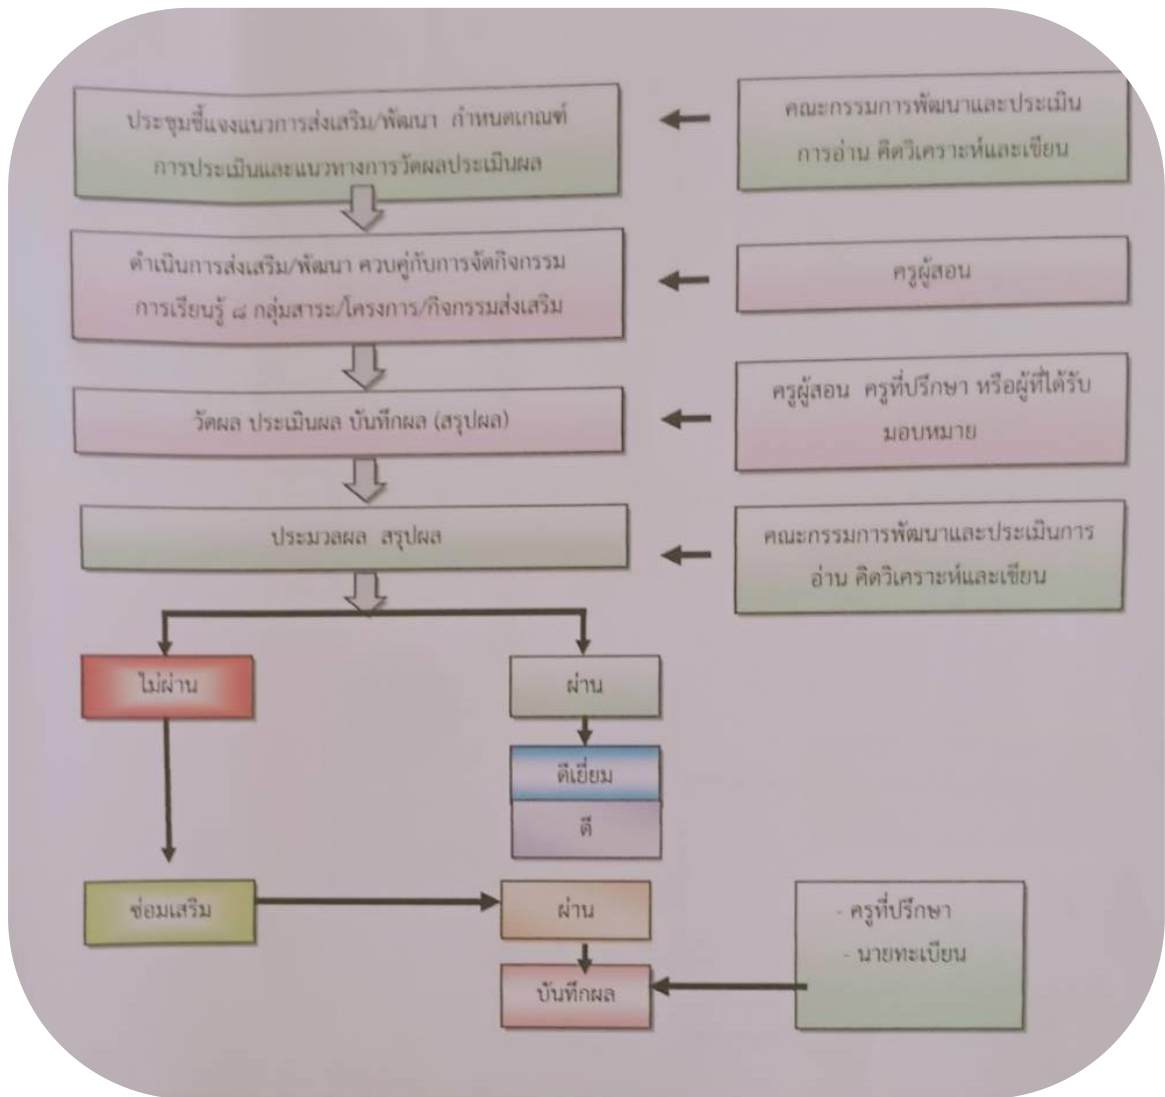 ประชุมชี้แจงแนวการส่งเสริม/พัฒนา กำหนดเกณฑ์
การประเมินและแนวทางการวัดผลประเมินผล
คณะกรรมการพัฒนาและประเมิน
การอ่าน คิดวิเคราะห์และเขียน
ดำเนินการส่งเสริม/พัฒนา ควบคู่กับการจัดกิจกรรม
การเรียนรู้ ๘ กลุ่มสาระ/โครงการ/กิจกรรมส่งเสริม
ครูผู้สอน
วัดผล ประเมินผล บันทึกผล (สรุปผล)
ครูผู้สอน ครูที่ปรึกษา หรือผู้ที่ได้รับ
มอบหมาย
ประมวลผล สรุปผล
คณะกรรมการพัฒนาและประเมินการ
อ่าน คิดวิเคราะห์และเขียน
ไม่ผ่าน
ผ่าน
ดีเยี่ยม
ดี
ซ่อมเสริม
ผ่าน
- ครูที่ปรึกษา
- นายทะเบียน
บันทึกผล